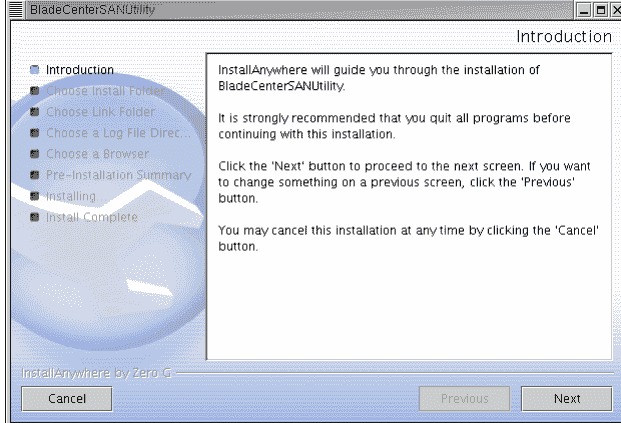 BladeCenterSANUtility
Introduction
Introduction
Choose Install Folder
Choose Link Folder
Choose a Log File Direc...
Choose a Browser
Pre-Installation Summary
Installing
Install Complete
InstallAnywhere will guide you through the installation of
BladeCenterSANUtility.
It is strongly recommended that you quit all programs before
continuing with this installation.
Click the 'Next' button to proceed to the next screen. If you want
to change something on a previous screen, click the 'Previous'
button.
You may cancel this installation at any time by clicking the 'Cancel'
button.
InstallAnywhere by Zero G
Cancel
Previous
Next